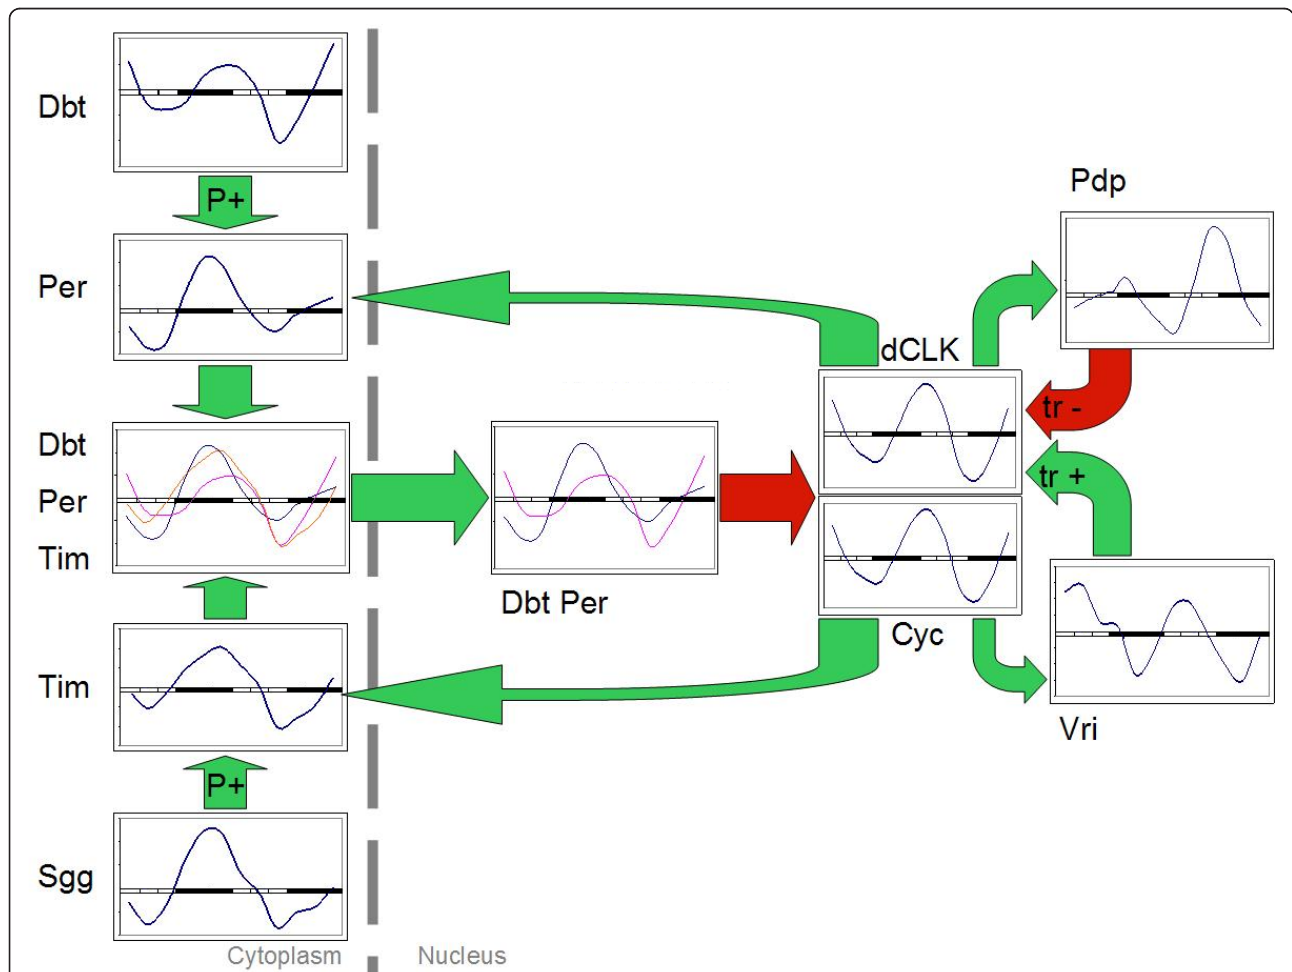 Dbt
P+
Pdp
Per
dCLK
tr -
tr +
Dbt
Per
Tim
Dbt Per
Cyc
Tim
Vri
P+
Sgg
Cytoplasm
Nucleus